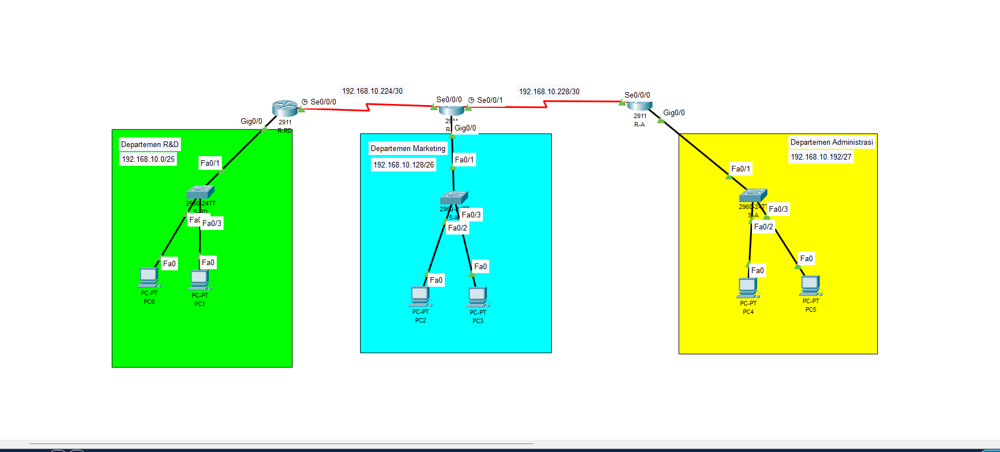 192.168.10.224/30
192.168.10.228/30
Se0/0/0
Se0/0/0
Se0/0/1
Se0/0/0
Gig0/0
2911
R-RD
Gig0/0
2911
R-A
Gig0/0
Departemen R&D
192.168.10.0/25
Fa0/1
2960-24TT
S-RD
Fa0/3
Fa0
Fa0
PC-PT
PC0
PC-PT
PC1
Departemen Marketing
192.168.10.128/26
Fa0/1
Fa0/3
Fa0/2
Fa0
Fa0
PC-PT
PC2
PC-PT
PC3
Departemen Administrasi
192.168.10.192/27
Fa0/1
S-A
Fa0/3
Fa0/2
Fa0
Fa0
PC-PT
PC4
PC-PT
PC5